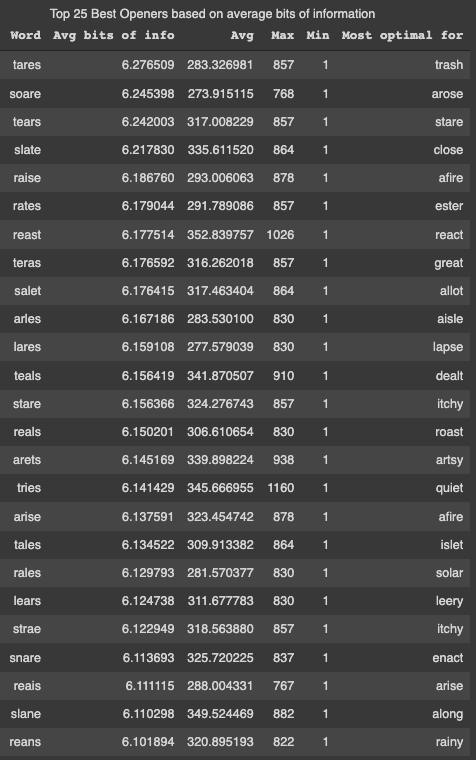 Top 25 Best Openers based on average bits of information
Word Avg bits of info Avg Max Min Most optimal for
tares 6.276509 283.326981 857 1 trash
soare 6.245398 273.915115 768 1 arose
tears 6.242003 317.008229 857 1 stare
slate 6.217830 335.611520 864 1 close
raise 6.186760 293.006063 878 1 afire
rates 6.179044 291.789086 857 1 ester
reast 6.177514 352.839757 1026 1 react
teras 6.176592 316.262018 857 1 great
salet 6.176415 317.463404 864 1 allot
arles 6.167186 283.530100 830 1 aisle
lares 6.159108 277.579039 830 1 lapse
teals 6.156419 341.870507 910 1 dealt
stare 6.156366 324.276743 857 1 itchy
reals 6.150201 306.610654 830 1 roast
arets 6.145169 339.898224 938 1 artsy
tries 6.141429 345.666955 1160 1 quiet
arise 6.137591 323.454742 878 1 afire
tales 6.134522 309.913382 864 1 islet
rales 6.129793 281.570377 830 1 solar
lears 6.124738 311.677783 830 1 leery
strae 6.122949 318.563880 857 1 itchy
snare 6.113693 325.720225 837 1 enact
reais 6.111115 288.004331 767 1 arise
slane 6.110298 349.524469 882 1 along
reans 6.101894 320.895193 822 1 rainy